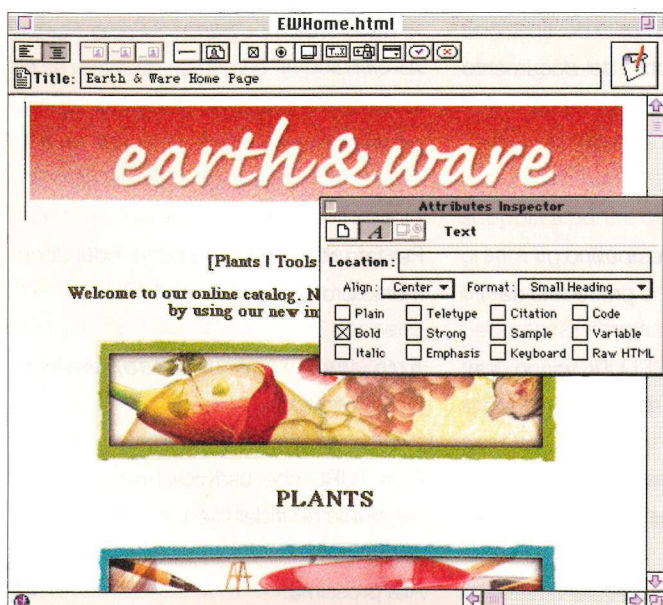 EWHome.html
T...X
Title: Earth & Ware Home Page
earth&ware
Attributes Inspector
A Text
Location:
Align: Center Format: Small Heading
Plain Teletype Citation Code
Bold Strong Sample Variable
Italic Emphasis Keyboard Raw HTML
[Plants | Tools
Welcome to our online catalog. N
by using our new im
PLANTS